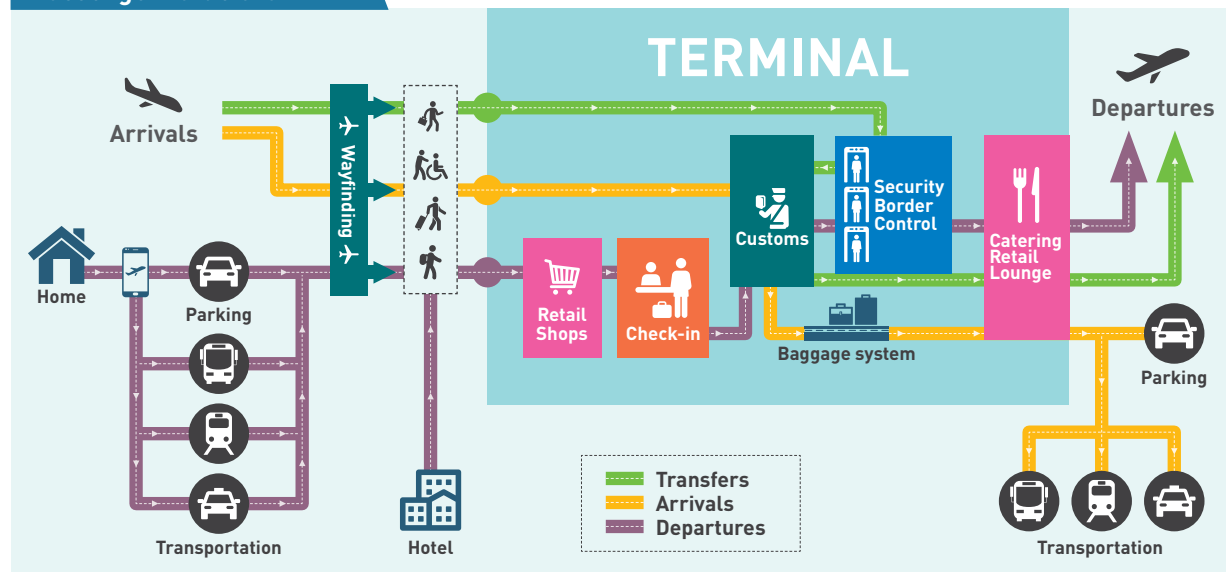 TERMINAL
Arrivals
Departures
Wayfinding
Security
Border
Control
Customs
Catering
Retail
Lounge
Home
Parking
Retail
Shops
Check-in
Baggage system
Parking
Transfers
Arrivals
Departures
Transportation
Hotel
Transportation